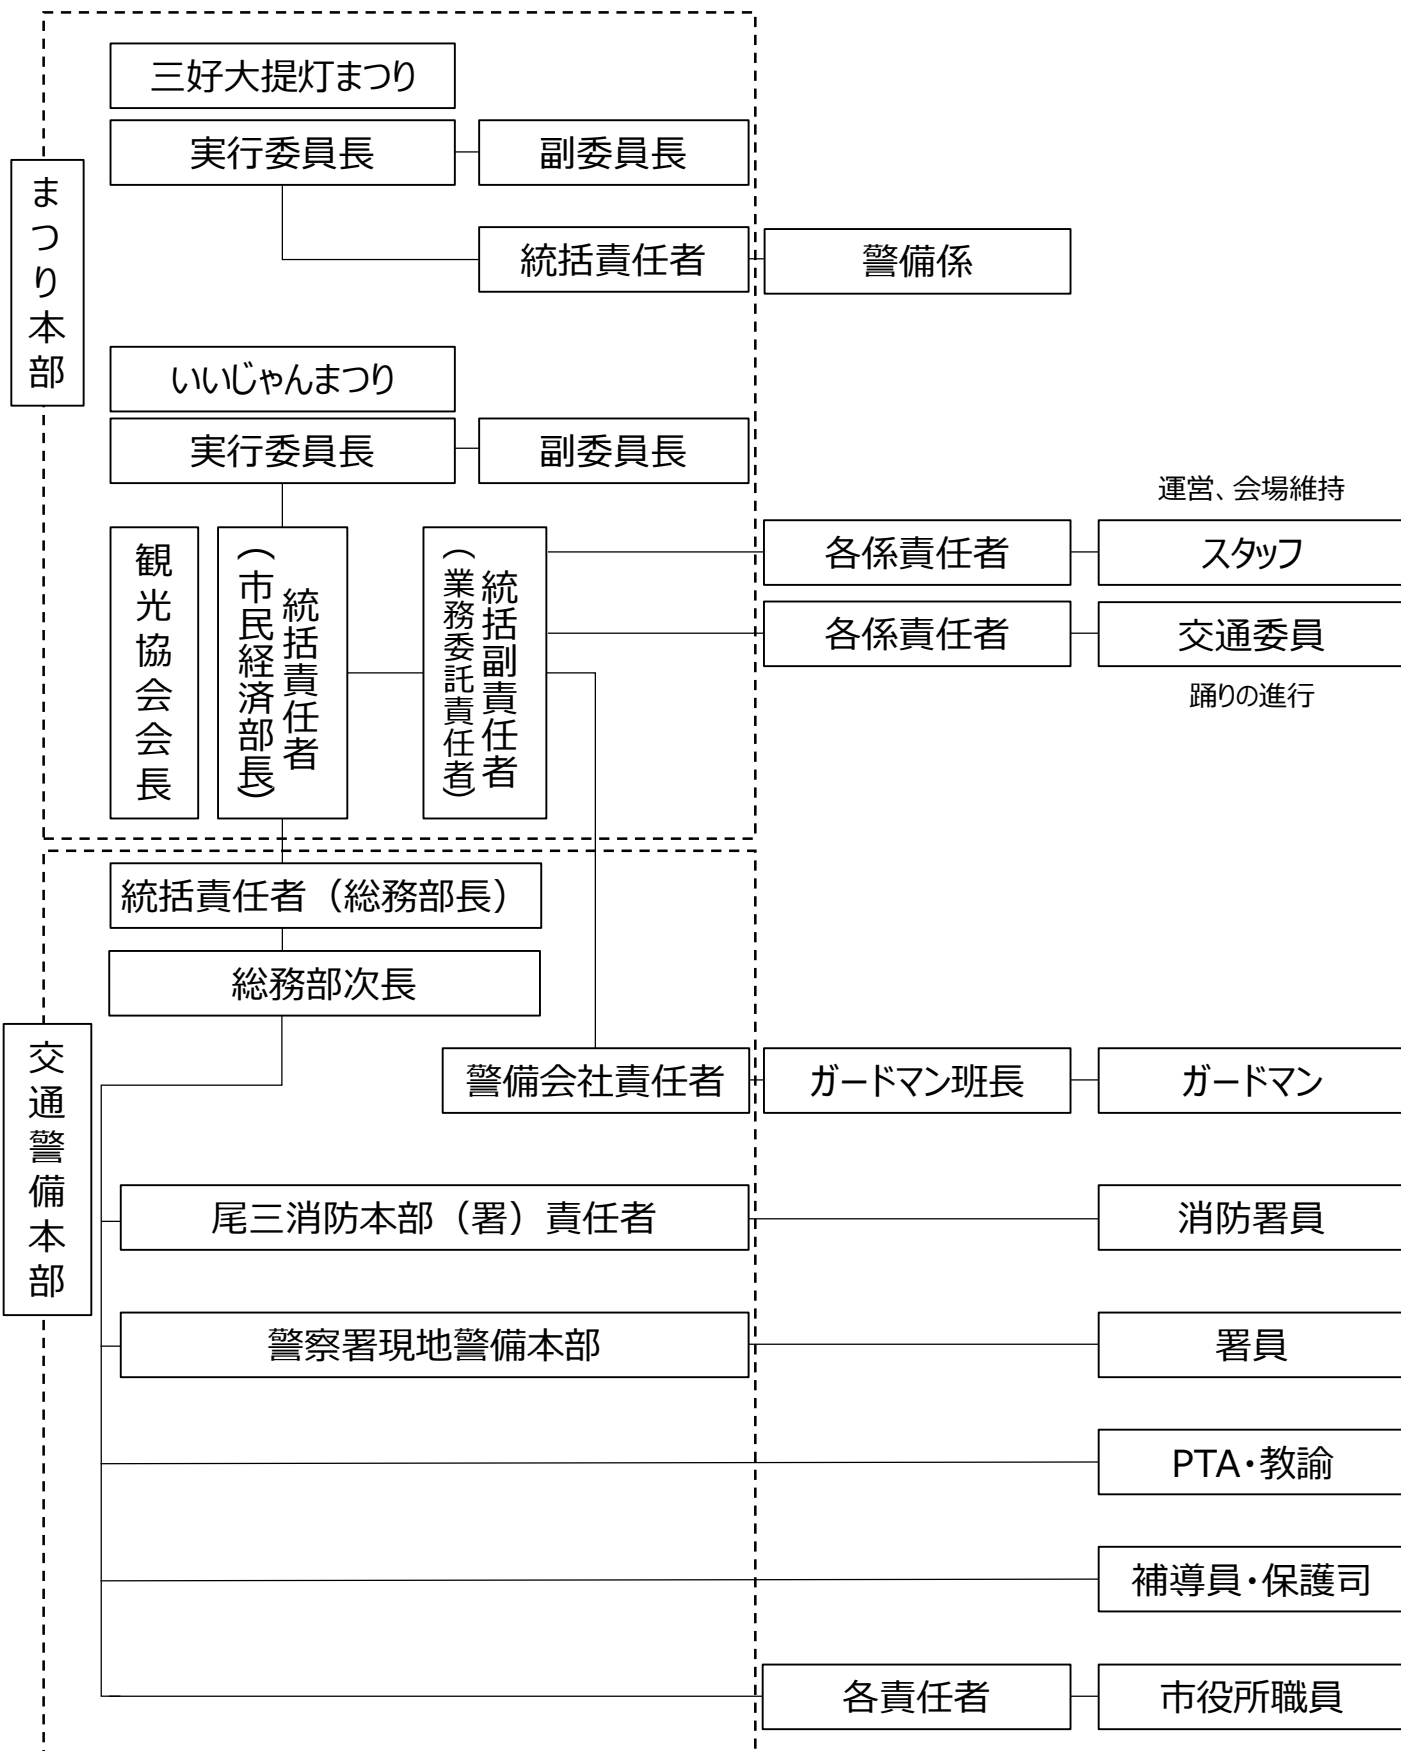 三好大提灯まつり
実行委員長
副委員長
まつり本部
統括責任者
警備係
いいじゃんまつり
実行委員長
副委員長
運営、会場維持
観光協会会長
統括責任者
（市民経済部長）
統括副責任者
（業務委託責任者）
各係責任者
スタッフ
各係責任者
交通委員
踊りの進行
統括責任者（総務部長）
総務部次長
交通警備本部
警備会社責任者
ガードマン班長
ガードマン
尾三消防本部（署）責任者
消防署員
警察署現地警備本部
署員
PTA・教諭
補導員・保護司
各責任者
市役所職員